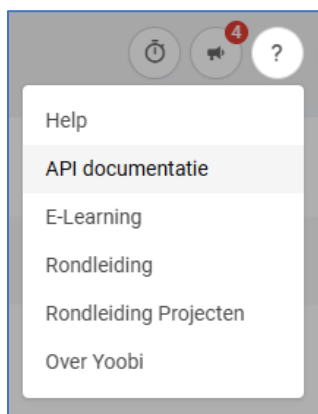 4
?
Help
API documentatie
E-Learning
Rondleiding
Rondleiding Projecten
Over Yoobi